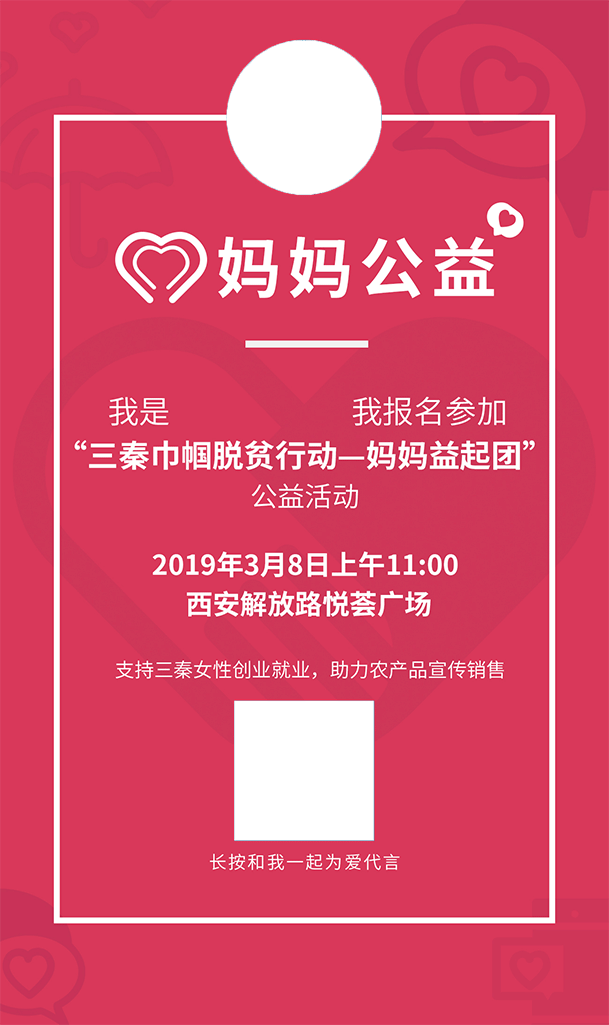 妈妈公益
我是 我报名参加
“三秦巾帼脱贫行动—妈妈益起团”
公益活动
2019年3月8日上午11:00
西安解放路悦荟广场
支持三秦女性创业就业，助力农产品宣传销售
长按和我一起为爱代言